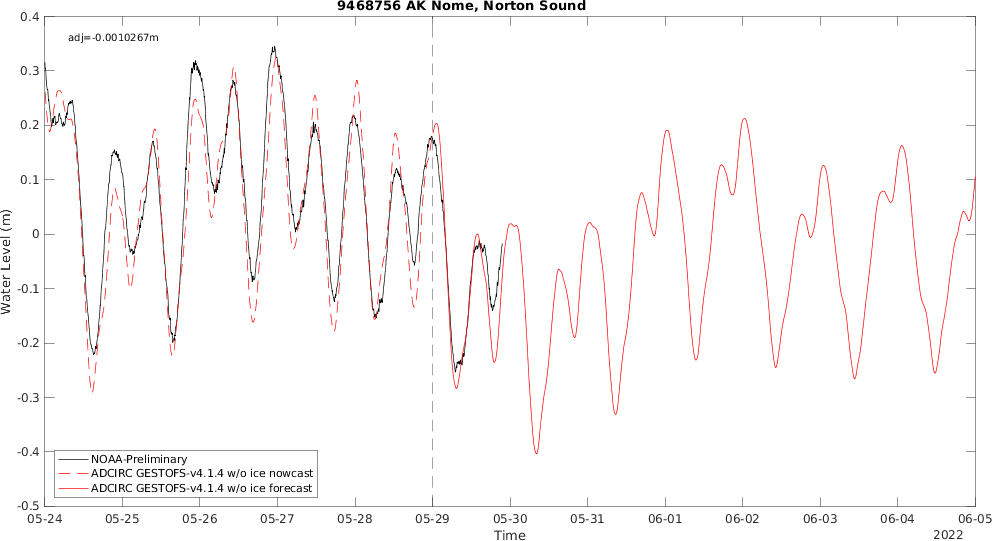 9468756 AK Nome, Norton Sound
adj=-0.0010267m
0.4
0.3
0.2
0.1
0
-0.1
-0.2
-0.3
-0.4
-0.5
Water Level (m)
NOAA-Preliminary
ADCIRC GESTOFS-v4.1.4 w/o ice nowcast
ADCIRC GESTOFS-v4.1.4 w/o ice forecast
05-24 05-25 05-26 05-27 05-28 05-29 05-30 05-31 06-01 06-02 06-03 06-04 06-05
Time
2022